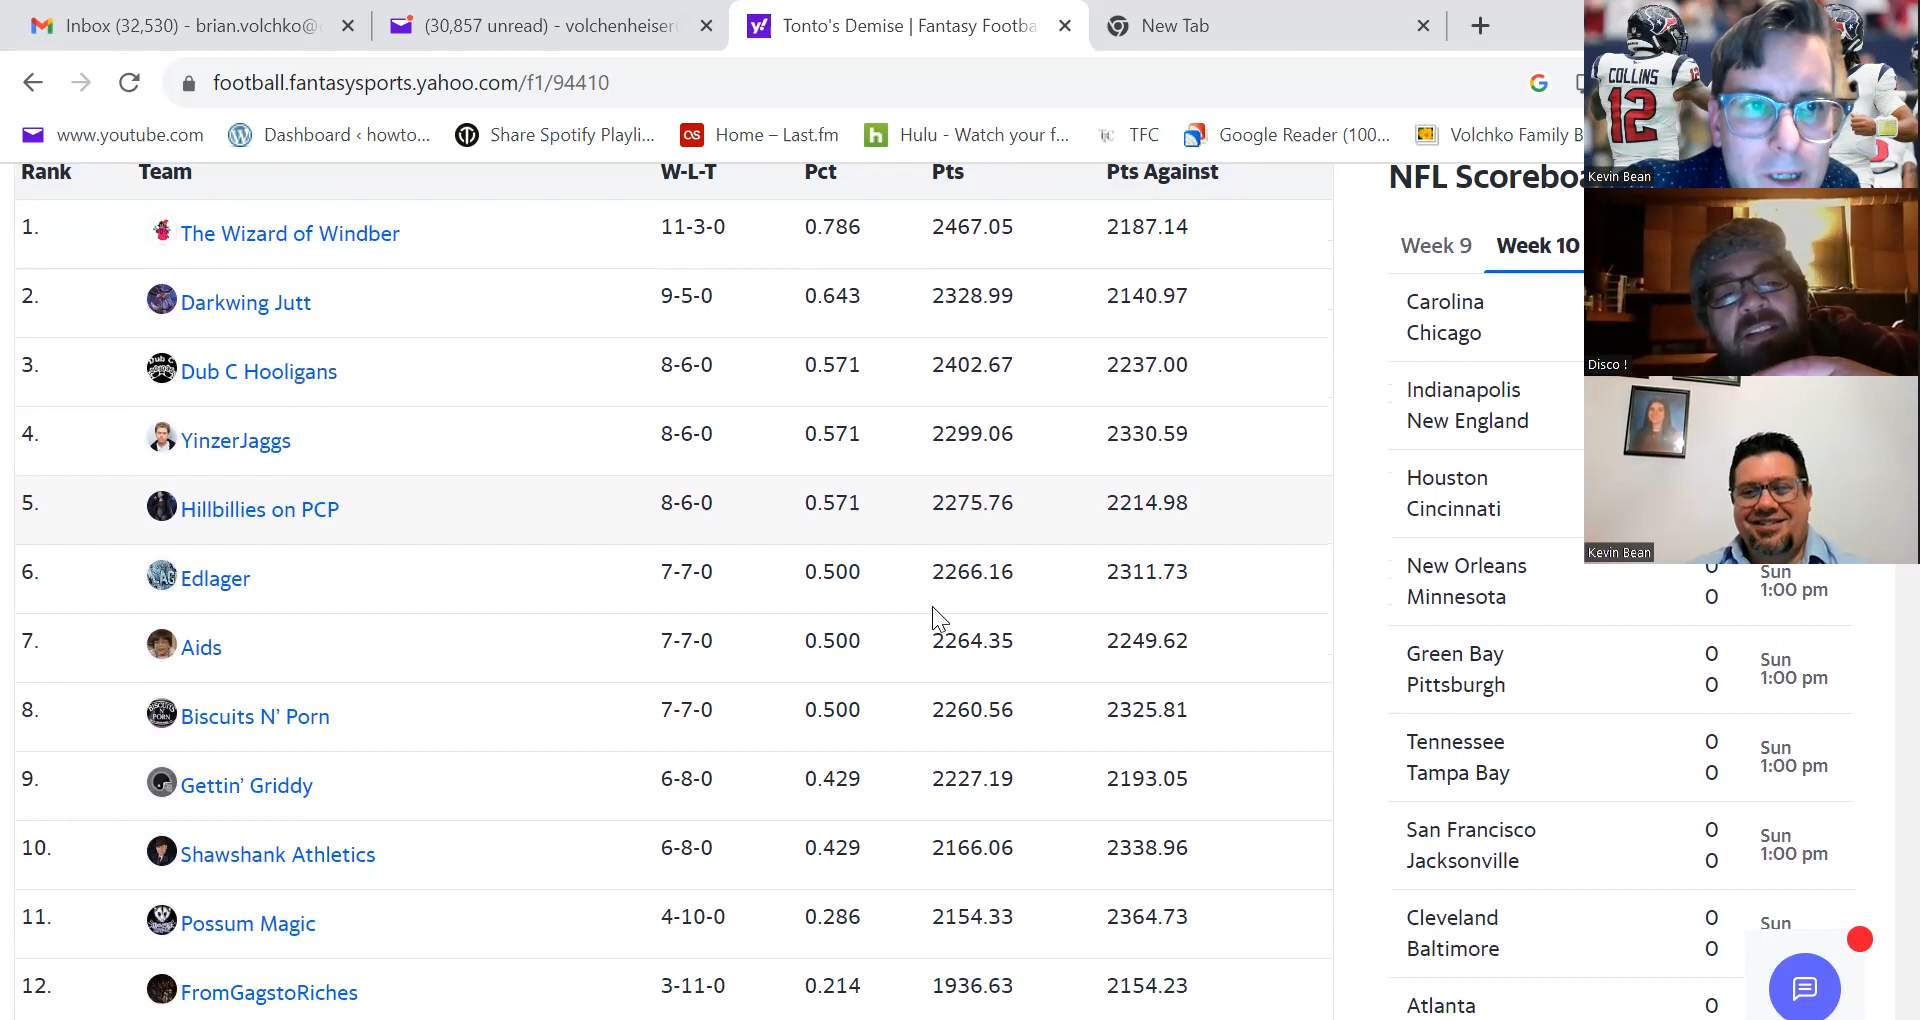 Inbox (32,530) - brian.volchko@
(30,857 unread) - volchenheiser
Tonto's Demise | Fantasy Footba
New Tab
football.fantasysports.yahoo.com/f1/94410
www.youtube.com
Dashboard ‹ howto...
Share Spotify Playli...
Home – Last.fm
Hulu - Watch your f...
TFC
Google Reader (100...
Volchko Family B
Rank Team W-L-T Pct Pts Pts Against
1. The Wizard of Windber 11-3-0 0.786 2467.05 2187.14
2. Darkwing Jutt 9-5-0 0.643 2328.99 2140.97
3. Dub C Hooligans 8-6-0 0.571 2402.67 2237.00
4. YinzerJaggs 8-6-0 0.571 2299.06 2330.59
5. Hillbillies on PCP 8-6-0 0.571 2275.76 2214.98
6. Edlager 7-7-0 0.500 2266.16 2311.73
7. Aids 7-7-0 0.500 2264.35 2249.62
8. Biscuits N' Porn 7-7-0 0.500 2260.56 2325.81
9. Gettin' Griddy 6-8-0 0.429 2227.19 2193.05
10. Shawshank Athletics 6-8-0 0.429 2166.06 2338.96
11. Possum Magic 4-10-0 0.286 2154.33 2364.73
12. FromGagstoRiches 3-11-0 0.214 1936.63 2154.23
NFL Scorebo
Week 9 Week 10
Carolina
Chicago
Indianapolis
New England
Houston
Cincinnati
New Orleans 0 Sun
Minnesota 0 1:00 pm
Green Bay 0 Sun
Pittsburgh 0 1:00 pm
Tennessee 0 Sun
Tampa Bay 0 1:00 pm
San Francisco 0 Sun
Jacksonville 0 1:00 pm
Cleveland 0 Sun
Baltimore 0
Atlanta 0
COLLINS
12
Kevin Bean
Disco !
Kevin Bean